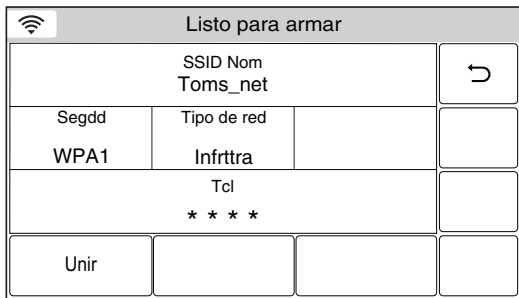 Listo para armar
SSID Nom
Toms_net
Segdd
Tipo de red
WPA1
Infrttra
Tcl
* * * *
Unir